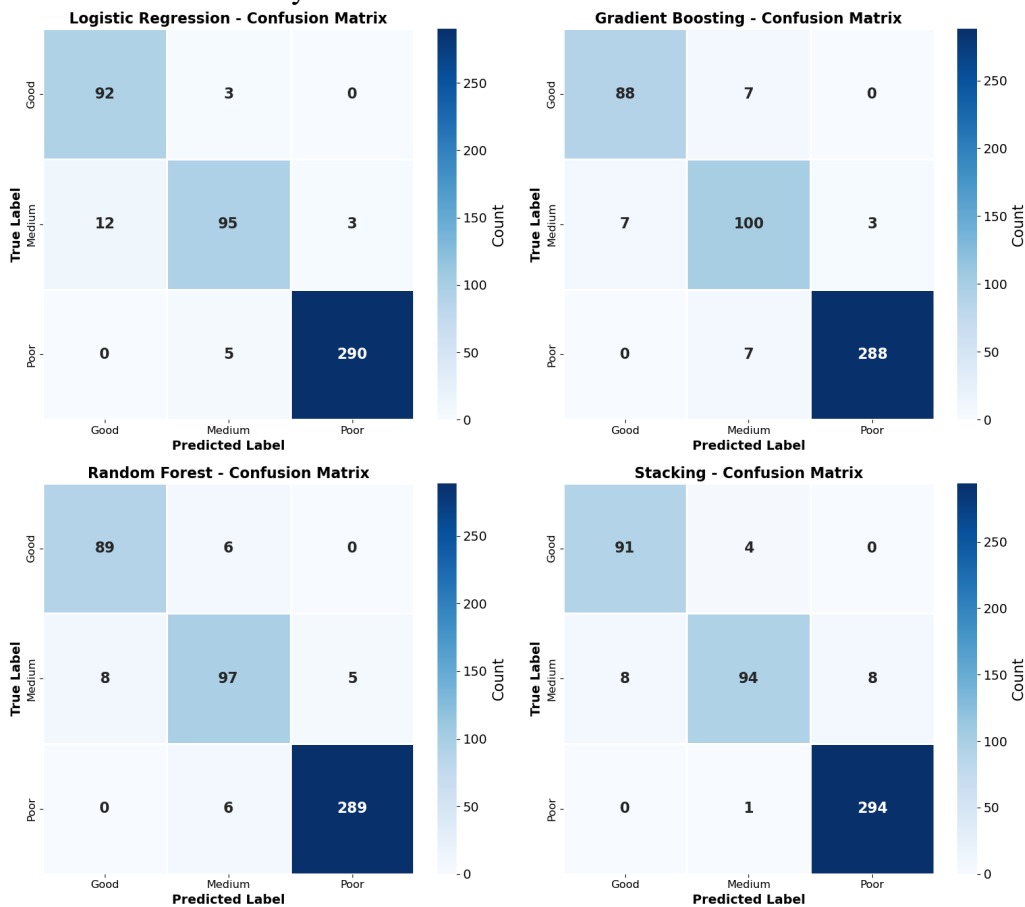 Logistic Regression - Confusion Matrix
Good 92 3 0
Medium 12 95 3
Poor 0 5 290
True Label
Good Medium Poor
Predicted Label
250
200
150
100
50
0
Count
Gradient Boosting - Confusion Matrix
Good 88 7 0
Medium 7 100 3
Poor 0 7 288
True Label
Good Medium Poor
Predicted Label
250
200
150
100
50
0
Count
Random Forest - Confusion Matrix
Good 89 6 0
Medium 8 97 5
Poor 0 6 289
True Label
Good Medium Poor
Predicted Label
250
200
150
100
50
0
Count
Stacking - Confusion Matrix
Good 91 4 0
Medium 8 94 8
Poor 0 1 294
True Label
Good Medium Poor
Predicted Label
250
200
150
100
50
0
Count